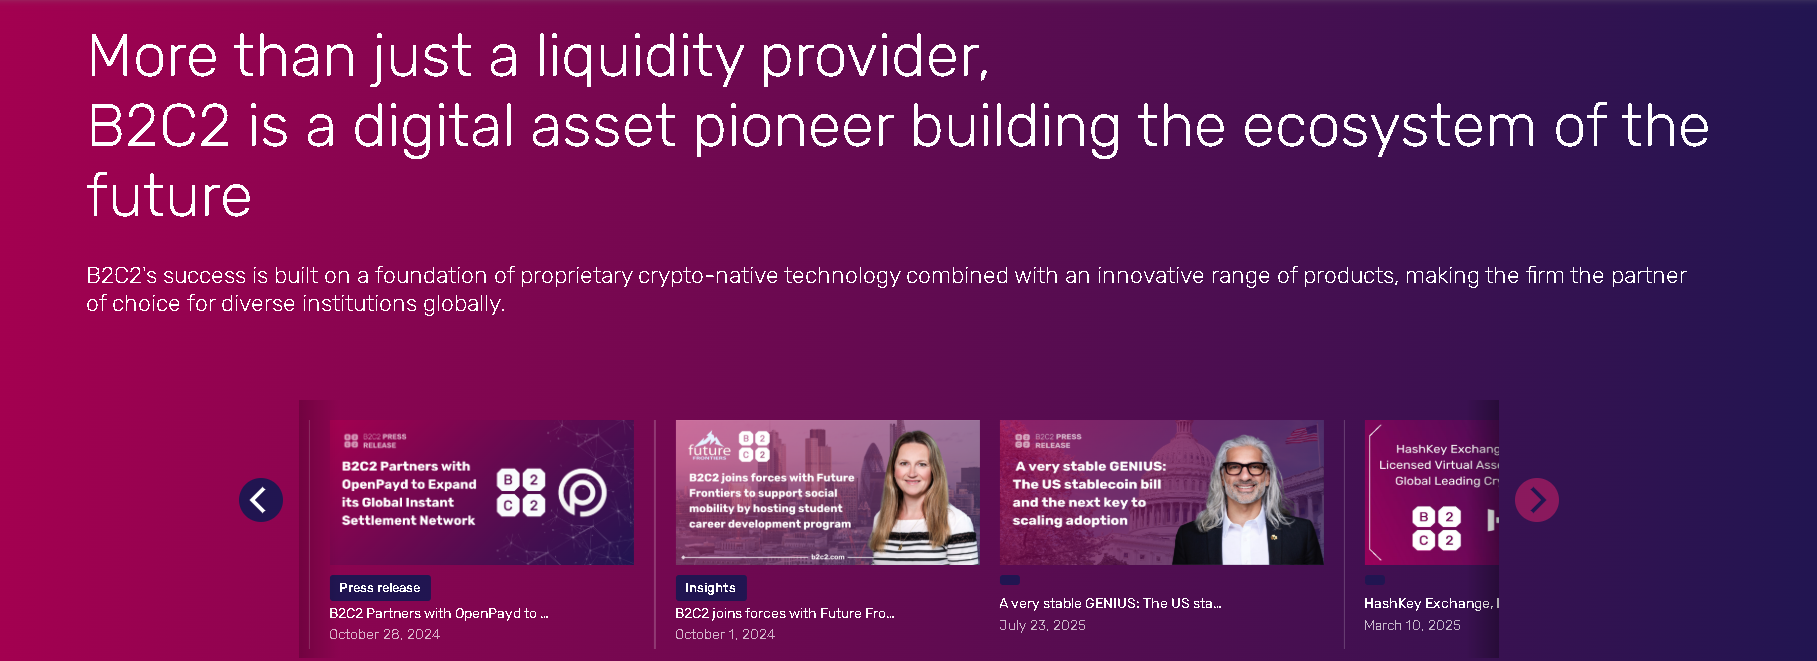 More than just a liquidity provider,
B2C2 is a digital asset pioneer building the ecosystem of the
future
B2C2's success is built on a foundation of proprietary crypto-native technology combined with an innovative range of products, making the firm the partner
of choice for diverse institutions globally.
B2C2 PRESS
RELEASE
B2C2 Partners with
OpenPayd to Expand
its Global Instant
Settlement Network
B 2
C 2
Press release
B2C2 Partners with OpenPayd to ...
October 28, 2024
future
FRONTIERS
B 2
C 2
B2C2 joins forces with Future
Frontiers to support social
mobility by hosting student
career development program
b2c2.com
Insights
B2C2 joins forces with Future Fro...
October 1, 2024
B2C2 PRESS
RELEASE
A very stable GENIUS:
The US stablecoin bill
and the next key to
scaling adoption
A very stable GENIUS: The US sta...
July 23, 2025
HashKey Exchang
Licensed Virtual Ass
Global Leading Cr
B 2
C 2
HashKey Exchange,
March 10, 2025